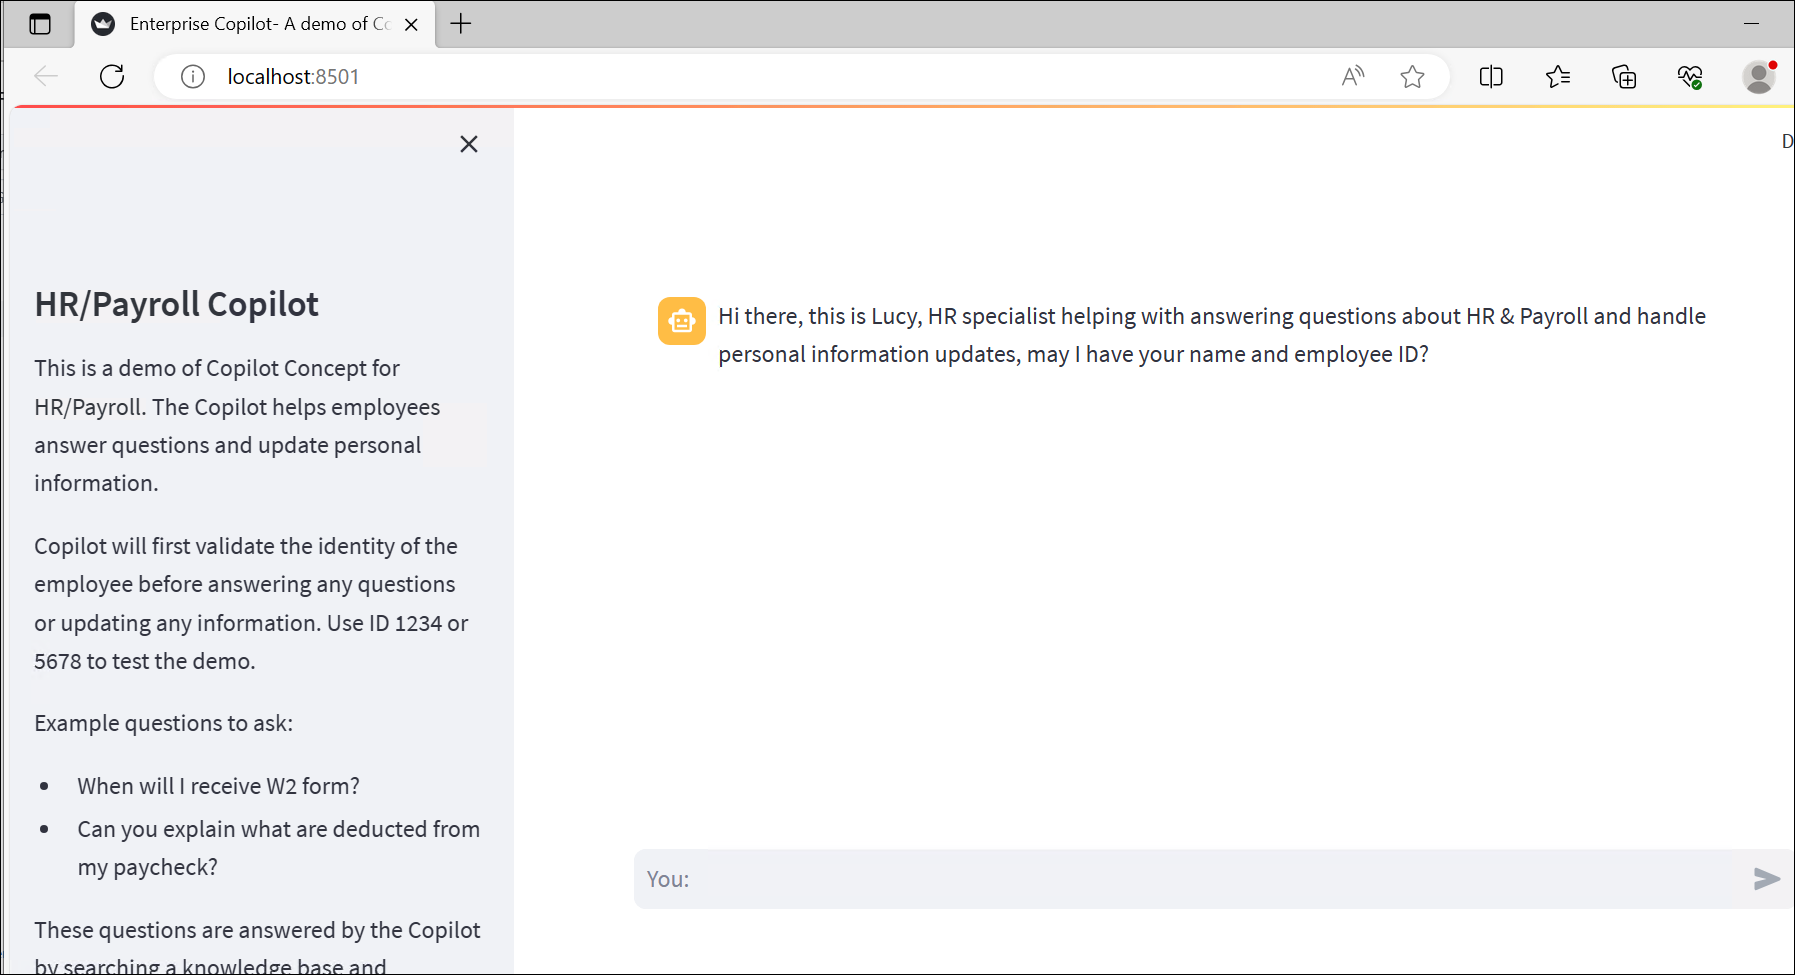 Enterprise Copilot- A demo of Co
localhost:8501
D
HR/Payroll Copilot
This is a demo of Copilot Concept for
HR/Payroll. The Copilot helps employees
answer questions and update personal
information.
Copilot will first validate the identity of the
employee before answering any questions
or updating any information. Use ID 1234 or
5678 to test the demo.
Example questions to ask:
• When will I receive W2 form?
• Can you explain what are deducted from
my paycheck?
These questions are answered by the Copilot
by searching a knowledge base and
Hi there, this is Lucy, HR specialist helping with answering questions about HR & Payroll and handle
personal information updates, may I have your name and employee ID?
You: